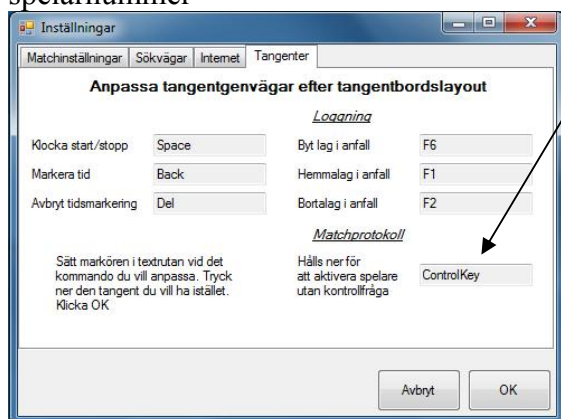 spelarnummer
Inställningar
Matchinställningar Sökvägar Internet Tangenter
Anpassa tangentgenvägar efter tangentbordslayout
Loggning
Klocka start/stopp Space Byt lag i anfall F6
Markera tid Back Hemmalag i anfall F1
Avbryt tidsmarkering Del Bortalag i anfall F2
Matchprotokoll
Sätt markören i textrutan vid det
kommando du vill anpassa. Tryck
ner den tangent du vill ha istället.
Klicka OK
Hålls ner för
att aktivera spelare
utan kontrollfråga
ControlKey
Avbryt OK